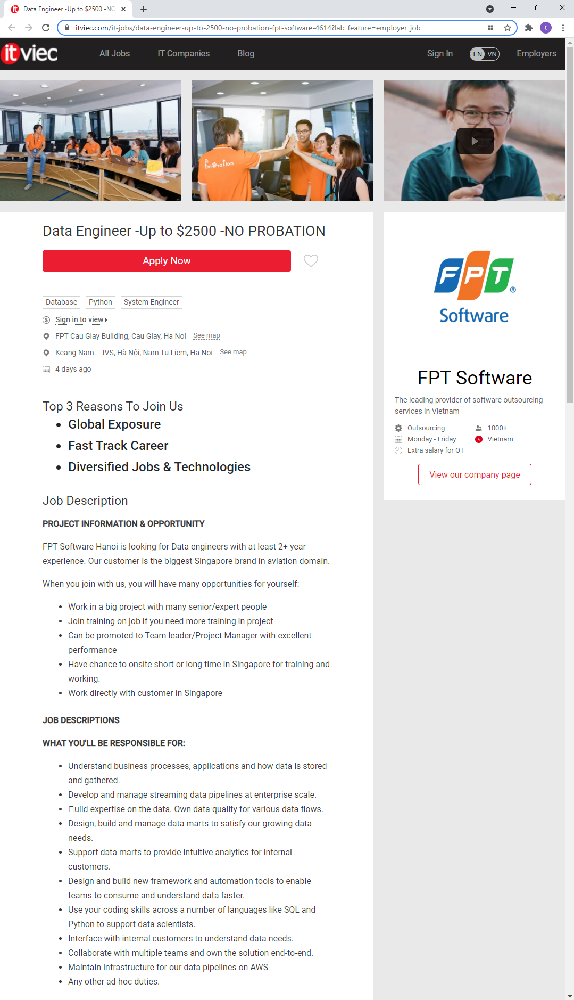 Data Engineer -Up to $2500 -NO
itviec.com/it-jobs/data-engineer-up-to-2500-no-probation-fpt-software-4614?lab_feature=employer_job
t
itviec
All Jobs
IT Companies
Blog
Sign In
EN VN
Employers
Innovation
Data Engineer -Up to $2500 -NO PROBATION
Apply Now
Database
Python
System Engineer
Sign in to view
FPT Cau Giay Building, Cau Giay, Ha Noi See map
Keang Nam – IVS, Hà Nội, Nam Tu Liem, Ha Noi See map
4 days ago
Top 3 Reasons To Join Us
• Global Exposure
• Fast Track Career
• Diversified Jobs & Technologies
Job Description
PROJECT INFORMATION & OPPORTUNITY
FPT Software Hanoi is looking for Data engineers with at least 2+ year
experience. Our customer is the biggest Singapore brand in aviation domain.
When you join with us, you will have many opportunities for yourself:
• Work in a big project with many senior/expert people
• Join training on job if you need more training in project
• Can be promoted to Team leader/Project Manager with excellent
performance
• Have chance to onsite short or long time in Singapore for training and
working.
• Work directly with customer in Singapore
JOB DESCRIPTIONS
WHAT YOU'LL BE RESPONSIBLE FOR:
• Understand business processes, applications and how data is stored
and gathered.
• Develop and manage streaming data pipelines at enterprise scale.
• □uild expertise on the data. Own data quality for various data flows.
• Design, build and manage data marts to satisfy our growing data
needs.
• Support data marts to provide intuitive analytics for internal
customers.
• Design and build new framework and automation tools to enable
teams to consume and understand data faster.
• Use your coding skills across a number of languages like SQL and
Python to support data scientists.
• Interface with internal customers to understand data needs.
• Collaborate with multiple teams and own the solution end-to-end.
• Maintain infrastructure for our data pipelines on AWS
• Any other ad-hoc duties.
FPT®
Software
FPT Software
The leading provider of software outsourcing
services in Vietnam
Outsourcing
1000+
Monday - Friday
Vietnam
Extra salary for OT
View our company page